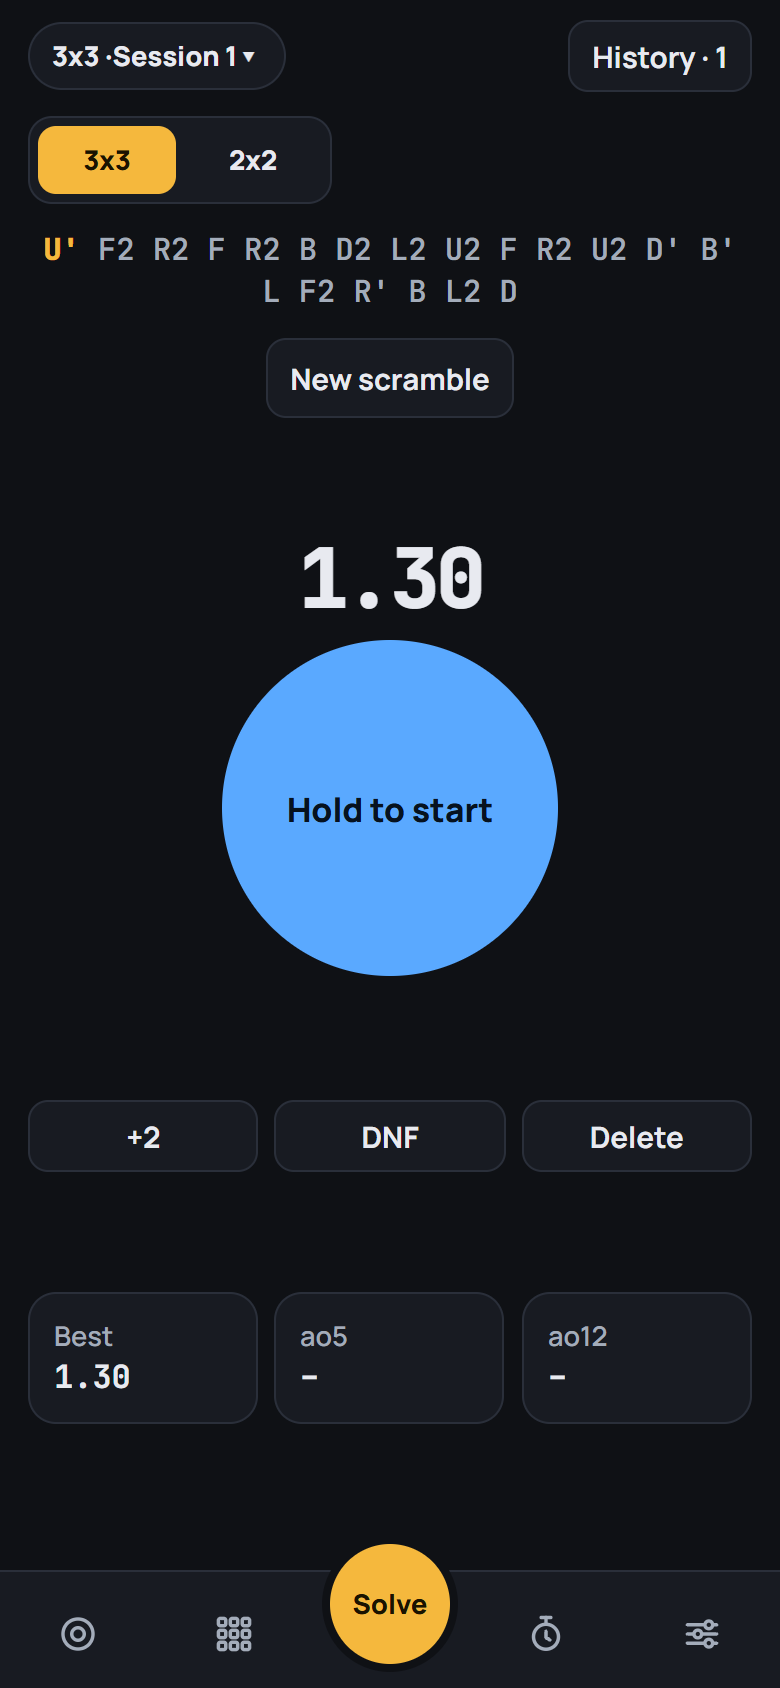 3x3 ·Session 1 ▾
History · 1
3x3
2x2
U' F2 R2 F R2 B D2 L2 U2 F R2 U2 D' B'
L F2 R' B L2 D
New scramble
1.30
Hold to start
+2
DNF
Delete
Best
1.30
ao5
–
ao12
–
Solve